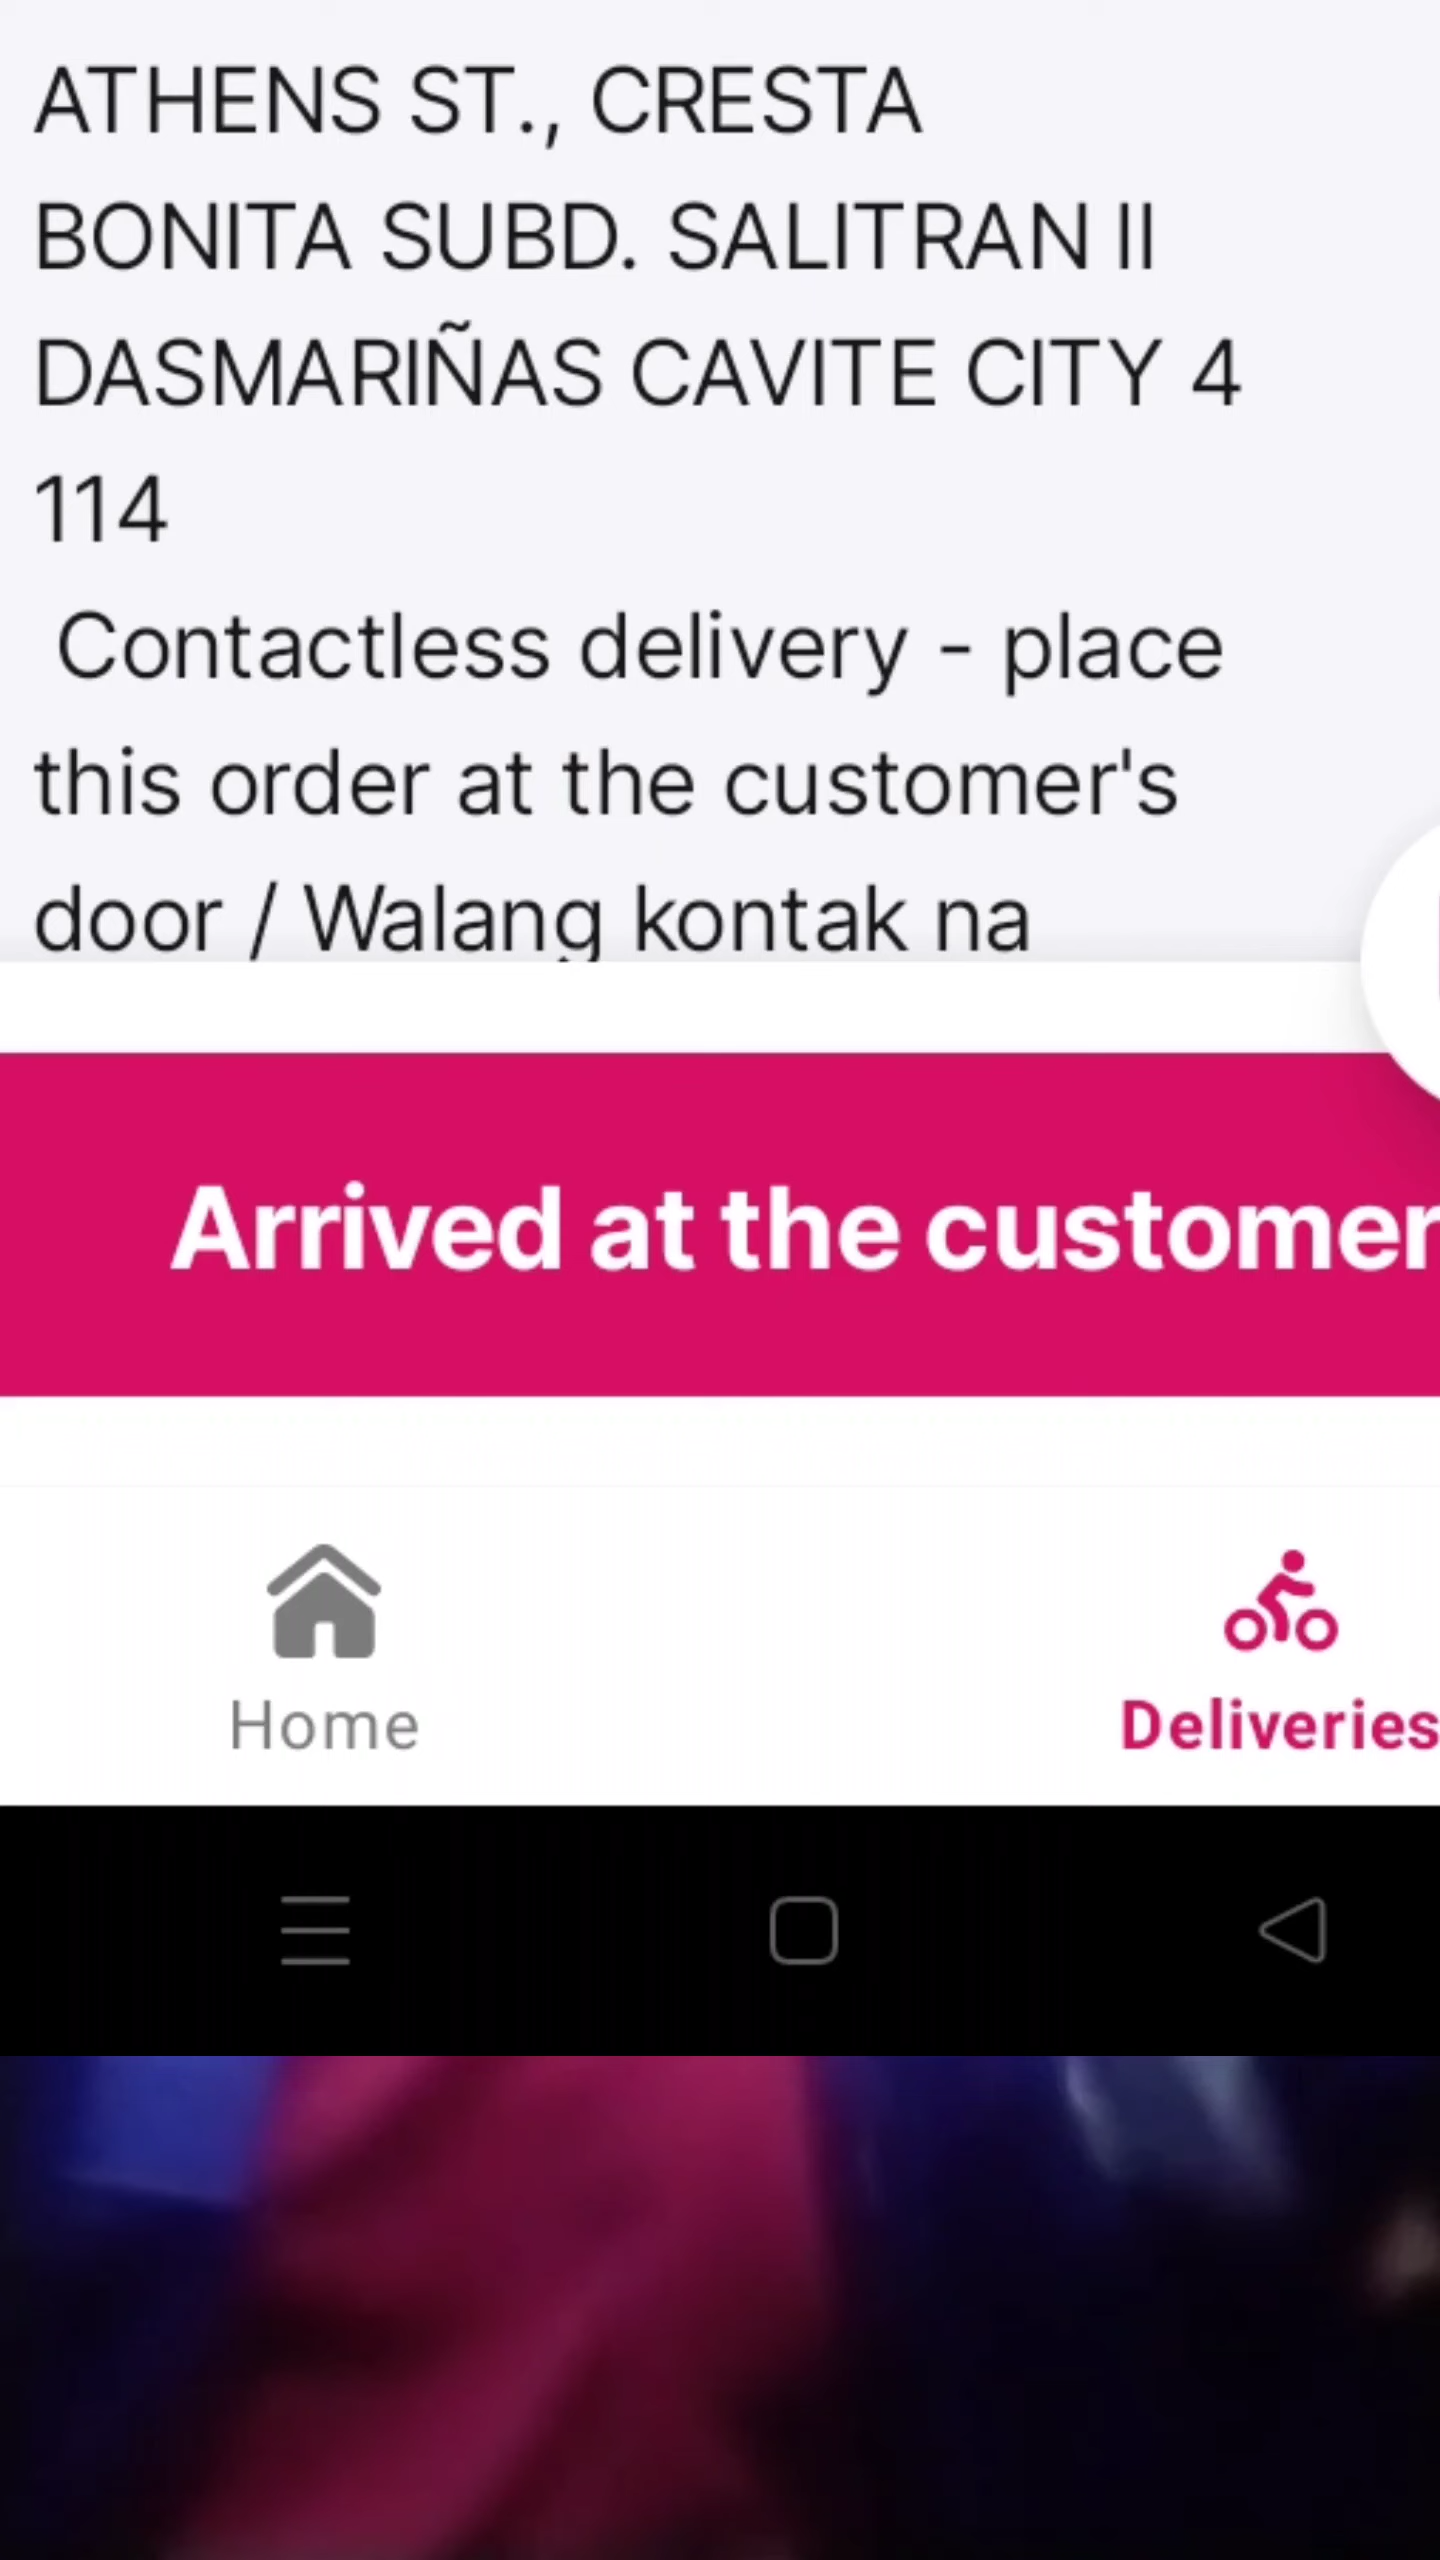 ATHENS ST., CRESTA
BONITA SUBD. SALITRAN II
DASMARIÑAS CAVITE CITY 4
114
Contactless delivery - place
this order at the customer's
door / Walang kontak na
Arrived at the customer
Home
Deliveries